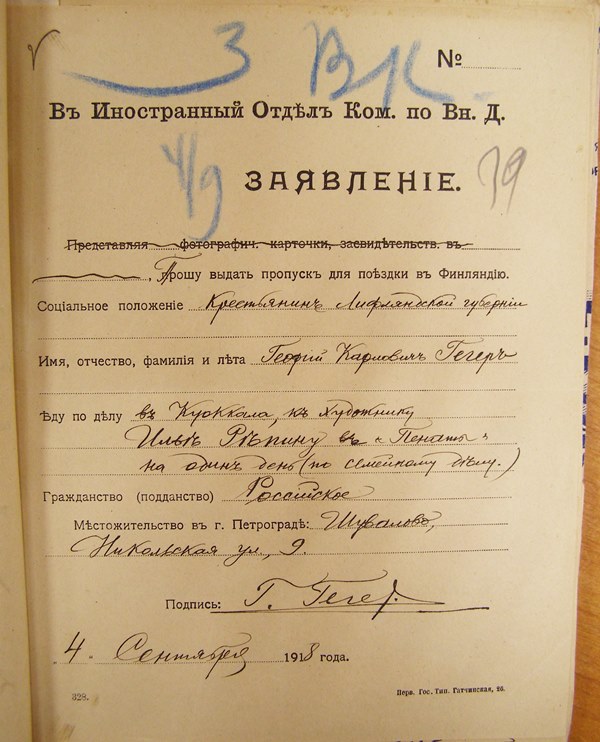 3 ВК.
№
Въ Иностранный Отдѣлъ Ком. по Вн. Д.
4/9
ЗАЯВЛЕНІЕ.
39
Представляя фотографич. карточки, засвидѣтельств. въ
, Прошу выдать пропускъ для поѣздки въ Финляндію.
Соціальное положеніе Крестьянинъ Лифляндской губерніи
Имя, отчество, фамилія и лѣта Георгій Карловичъ Гегеръ
Ѣду по дѣлу въ Куоккала, къ художнику
Ильѣ Рѣпину въ „Пенаты"
на одинъ день (по семейному дѣлу.)
Гражданство (подданство) Россійское
Мѣстожительство въ г. Петроградѣ: Шувалово,
Никольская ул., 9.
Подпись: Г. Гегер
4. Сентября 1918 года.
328.
Перв. Гос. Тип. Гатчинская, 26.